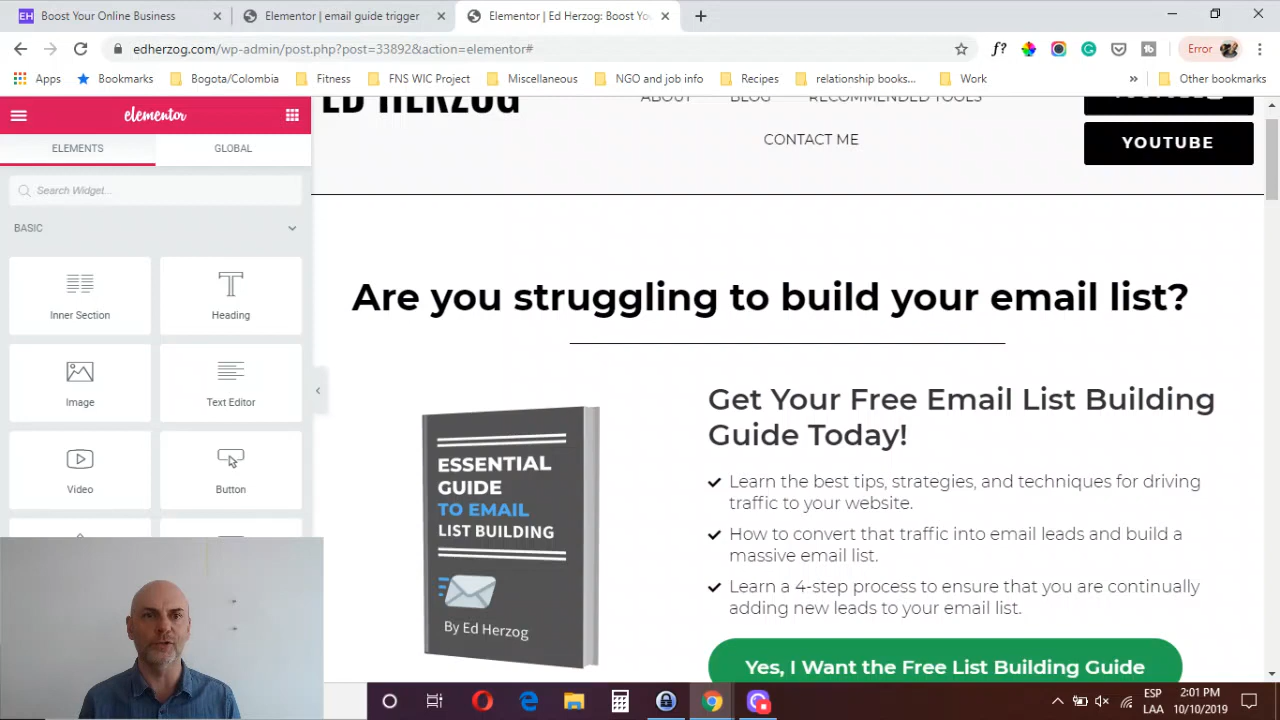 Boost Your Online Business
Elementor | email guide trigger
Elementor | Ed Herzog: Boost Yo
edherzog.com/wp-admin/post.php?post=33892&action=elementor#
f?
Error
Apps
Bookmarks
Bogota/Colombia
Fitness
FNS WIC Project
Miscellaneous
NGO and job info
Recipes
relationship books...
Work
»
Other bookmarks
elementor
ELEMENTS
GLOBAL
Search Widget...
BASIC
Inner Section
Heading
Image
Text Editor
Video
Button
ED HERZOG
ABOUT
BLOG
RECOMMENDED TOOLS
CONTACT ME
YOUTUBE
Are you struggling to build your email list?
ESSENTIAL
GUIDE
TO EMAIL
LIST BUILDING
By Ed Herzog
Get Your Free Email List Building
Guide Today!
Learn the best tips, strategies, and techniques for driving
traffic to your website.
How to convert that traffic into email leads and build a
massive email list.
Learn a 4-step process to ensure that you are continually
adding new leads to your email list.
Yes, I Want the Free List Building Guide
ESP
LAA
2:01 PM
10/10/2019